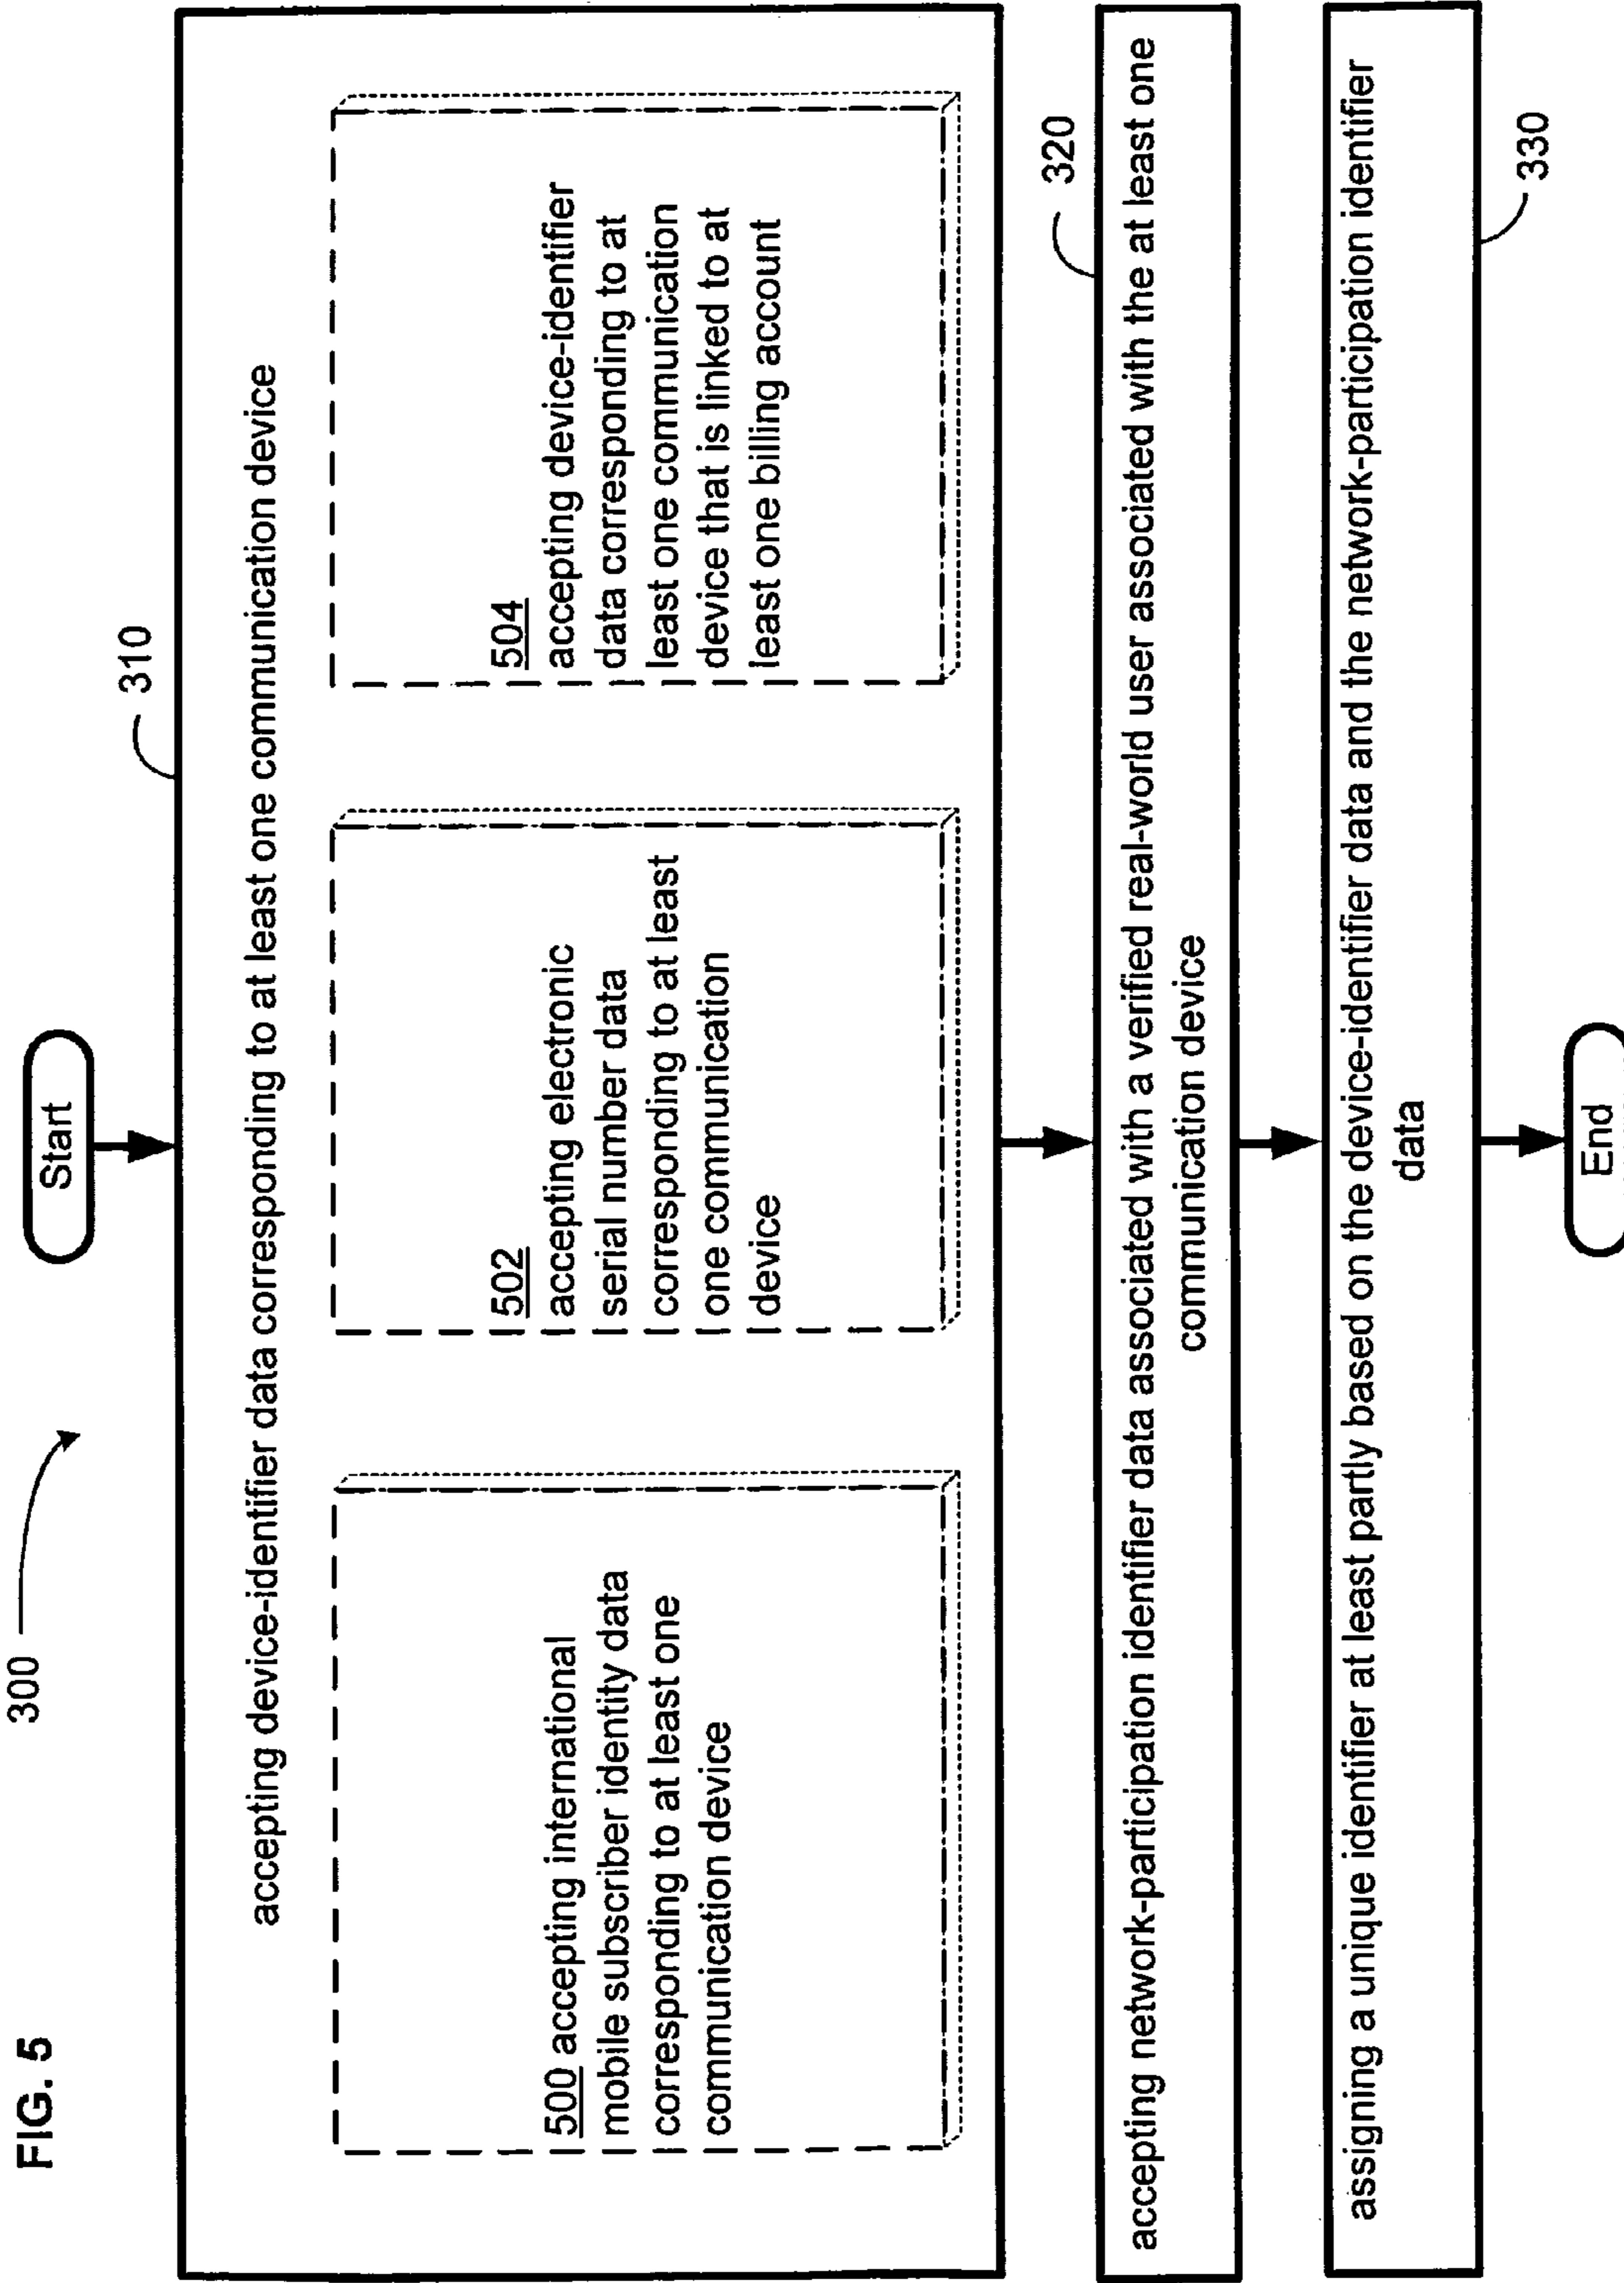 FIG. 5
300
Start
310
accepting device-identifier data corresponding to at least one communication device
500 accepting international
mobile subscriber identity data
corresponding to at least one
communication device
502
accepting electronic
serial number data
corresponding to at least
one communication
device
504
accepting device-identifier
data corresponding to at
least one communication
device that is linked to at
least one billing account
320
accepting network-participation identifier data associated with a verified real-world user associated with the at least one
communication device
assigning a unique identifier at least partly based on the device-identifier data and the network-participation identifier
data
330
End